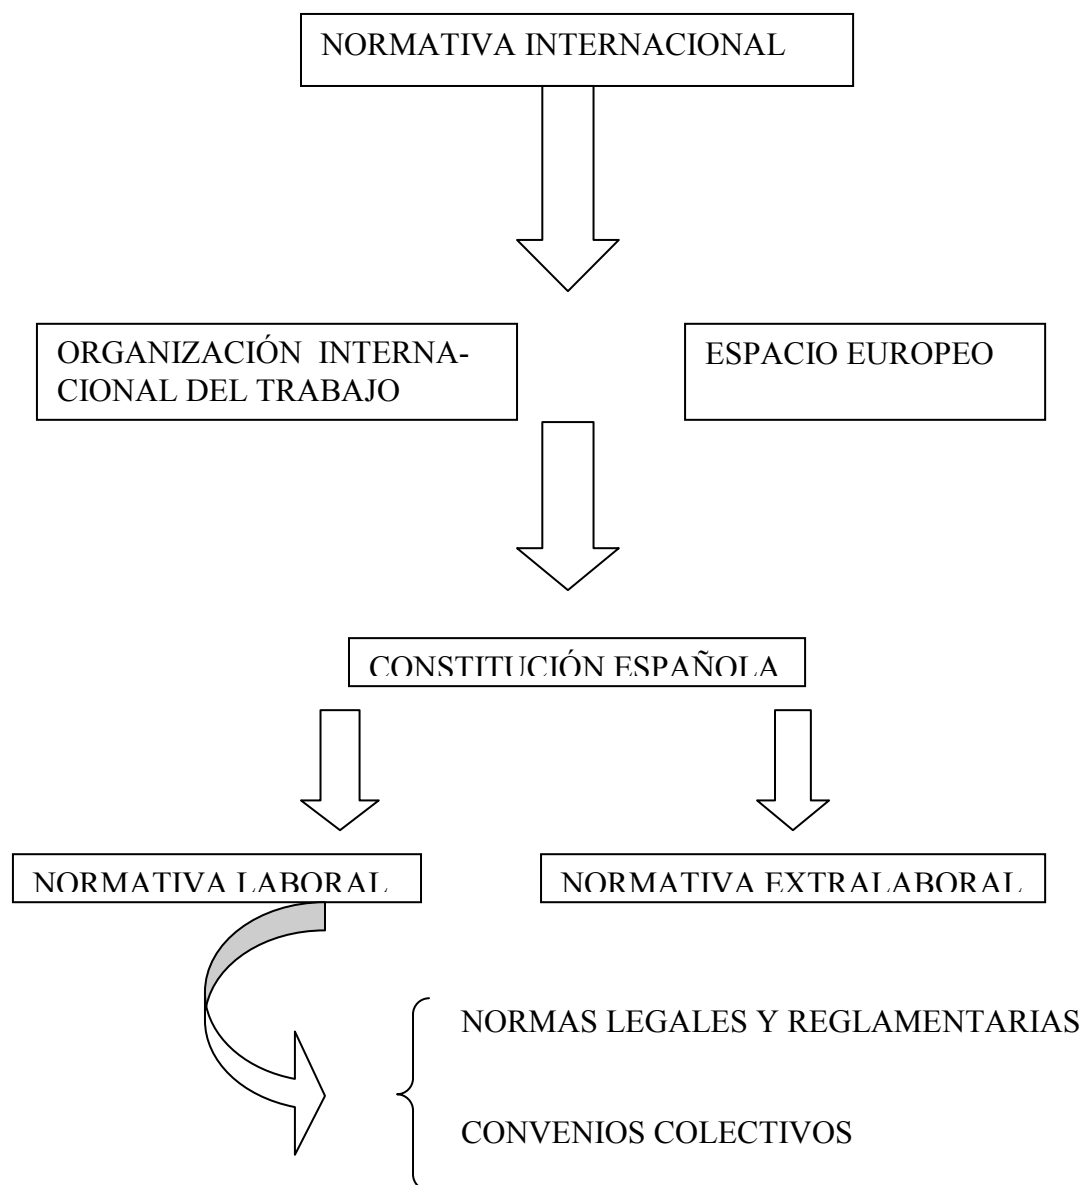 NORMATIVA INTERNACIONAL
ORGANIZACIÓN INTERNA-
CIONAL DEL TRABAJO
ESPACIO EUROPEO
CONSTITUCIÓN ESPAÑOLA
NORMATIVA LABORAL
NORMATIVA EXTRALABORAL
NORMAS LEGALES Y REGLAMENTARIAS
CONVENIOS COLECTIVOS